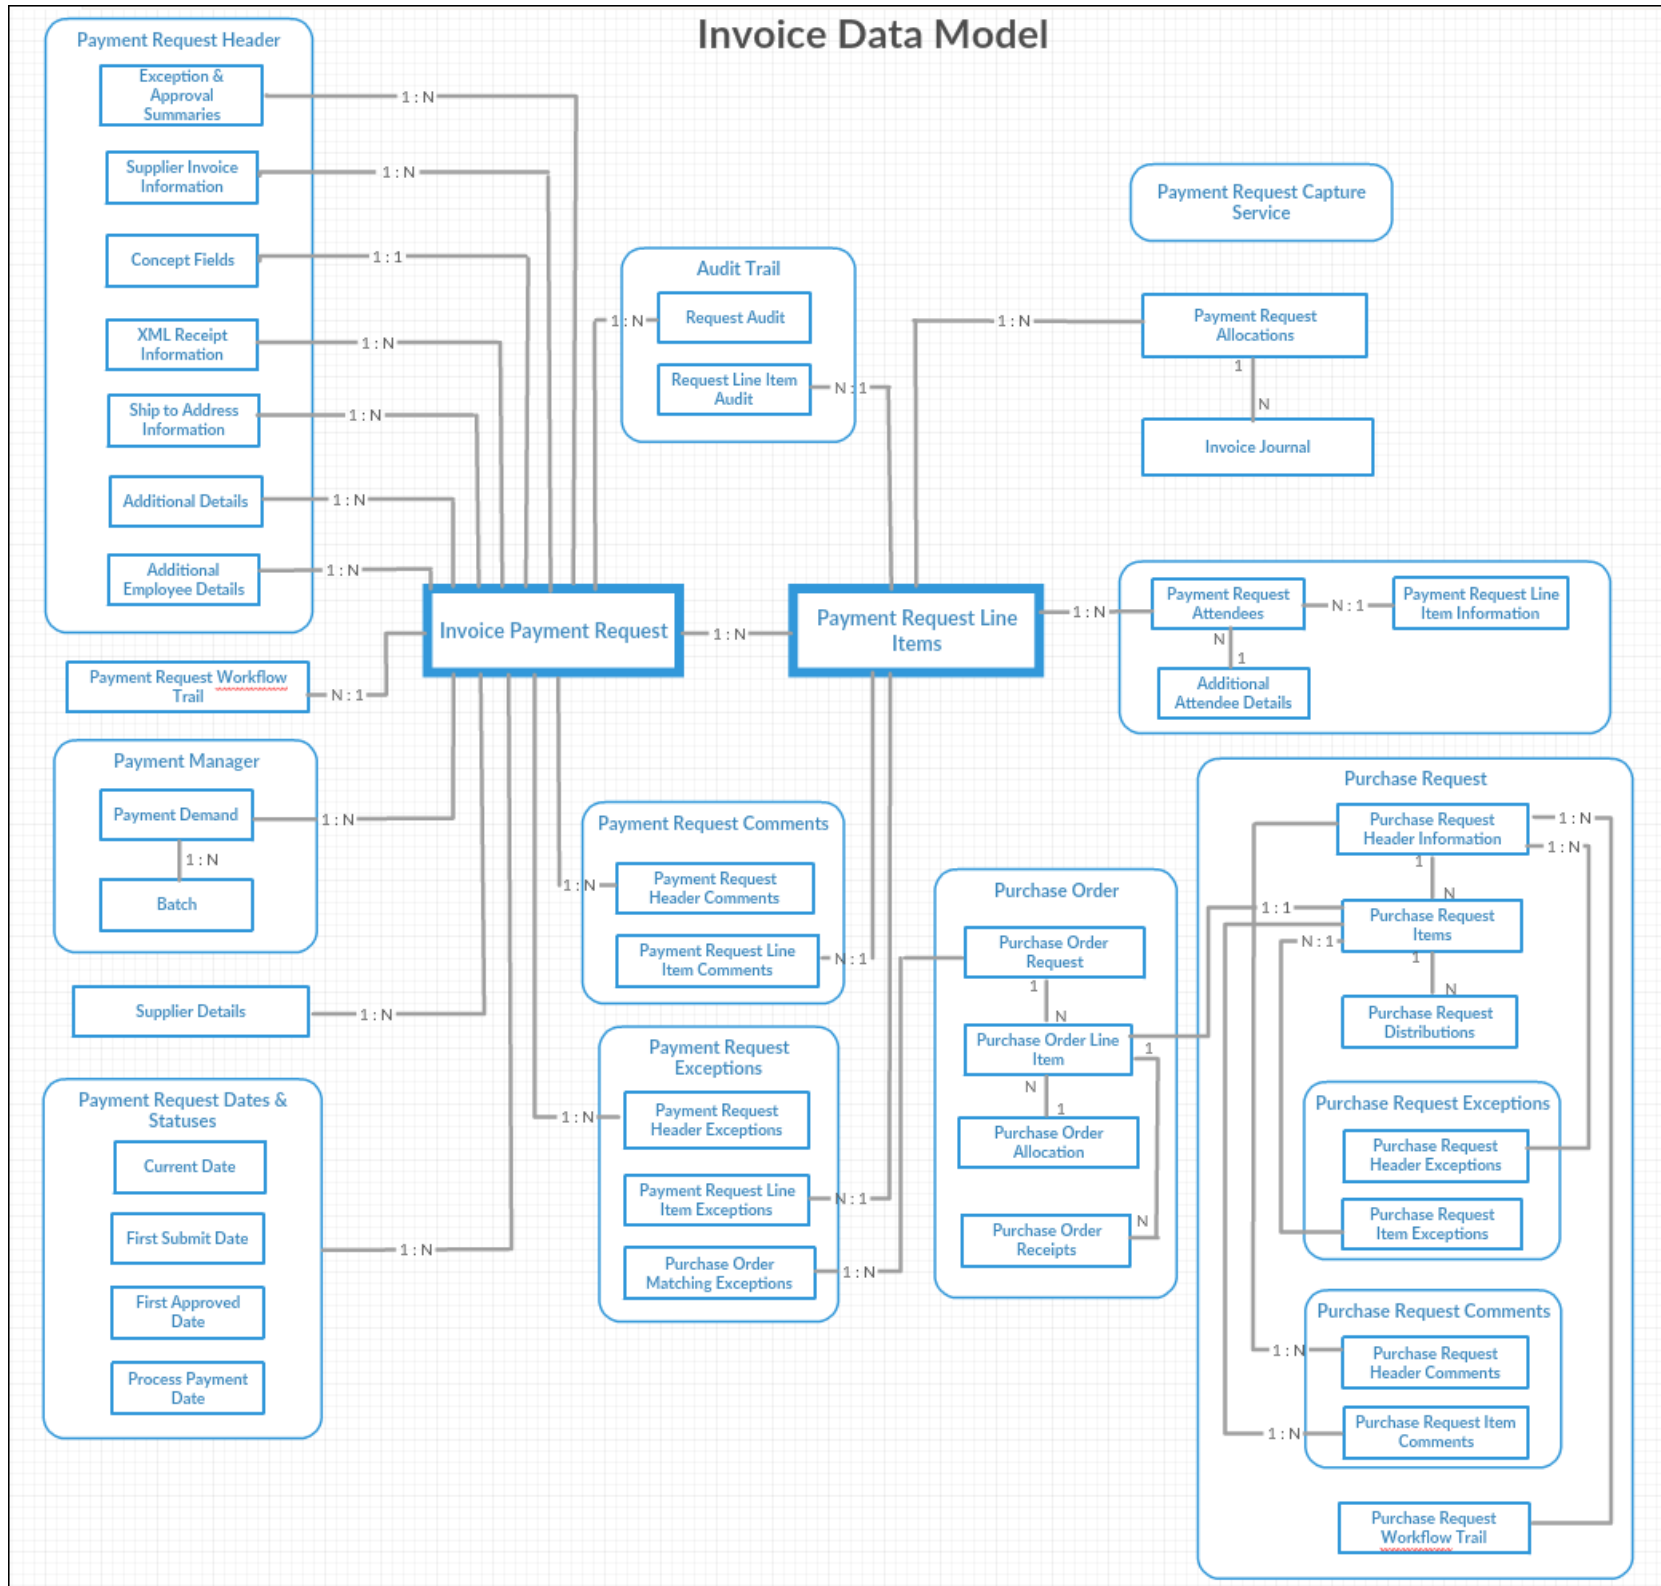 Invoice Data Model
Payment Request Header
Exception &
Approval
Summaries
1:N
Supplier Invoice
Information
1:N
Concept Fields
1:1
XML Receipt
Information
1:N
Ship to Address
Information
1:N
Additional Details
1:N
Additional
Employee Details
1:N
Audit Trail
Request Audit
1:N
Request Line Item
Audit
N:1
Payment Request Capture
Service
Payment Request
Allocations
1:N
1
N
Invoice Journal
Invoice Payment Request
1:N
Payment Request Line
Items
1:N
Payment Request
Attendees
N:1
Payment Request Line
Item Information
N
1
Additional
Attendee Details
Payment Request Workflow
Trail
N:1
Payment Manager
Payment Demand
1:N
1:N
Batch
Supplier Details
1:N
Payment Request Dates &
Statuses
Current Date
First Submit Date
1:N
First Approved
Date
Process Payment
Date
Payment Request Comments
1:N
Payment Request
Header Comments
Payment Request Line
Item Comments
N:1
Payment Request
Exceptions
1:N
Payment Request
Header Exceptions
Payment Request Line
Item Exceptions
N:1
Purchase Order
Matching Exceptions
1:N
Purchase Order
Purchase Order
Request
1
N
Purchase Order Line
Item
1
N
1
Purchase Order
Allocation
N
Purchase Order
Receipts
Purchase Request
Purchase Request
Header Information
1:N
1:N
1
N
1:1
Purchase Request
Items
N:1
1
N
Purchase Request
Distributions
Purchase Request Exceptions
Purchase Request
Header Exceptions
Purchase Request
Item Exceptions
Purchase Request Comments
1:N
Purchase Request
Header Comments
1:N
Purchase Request Item
Comments
Purchase Request
Workflow Trail